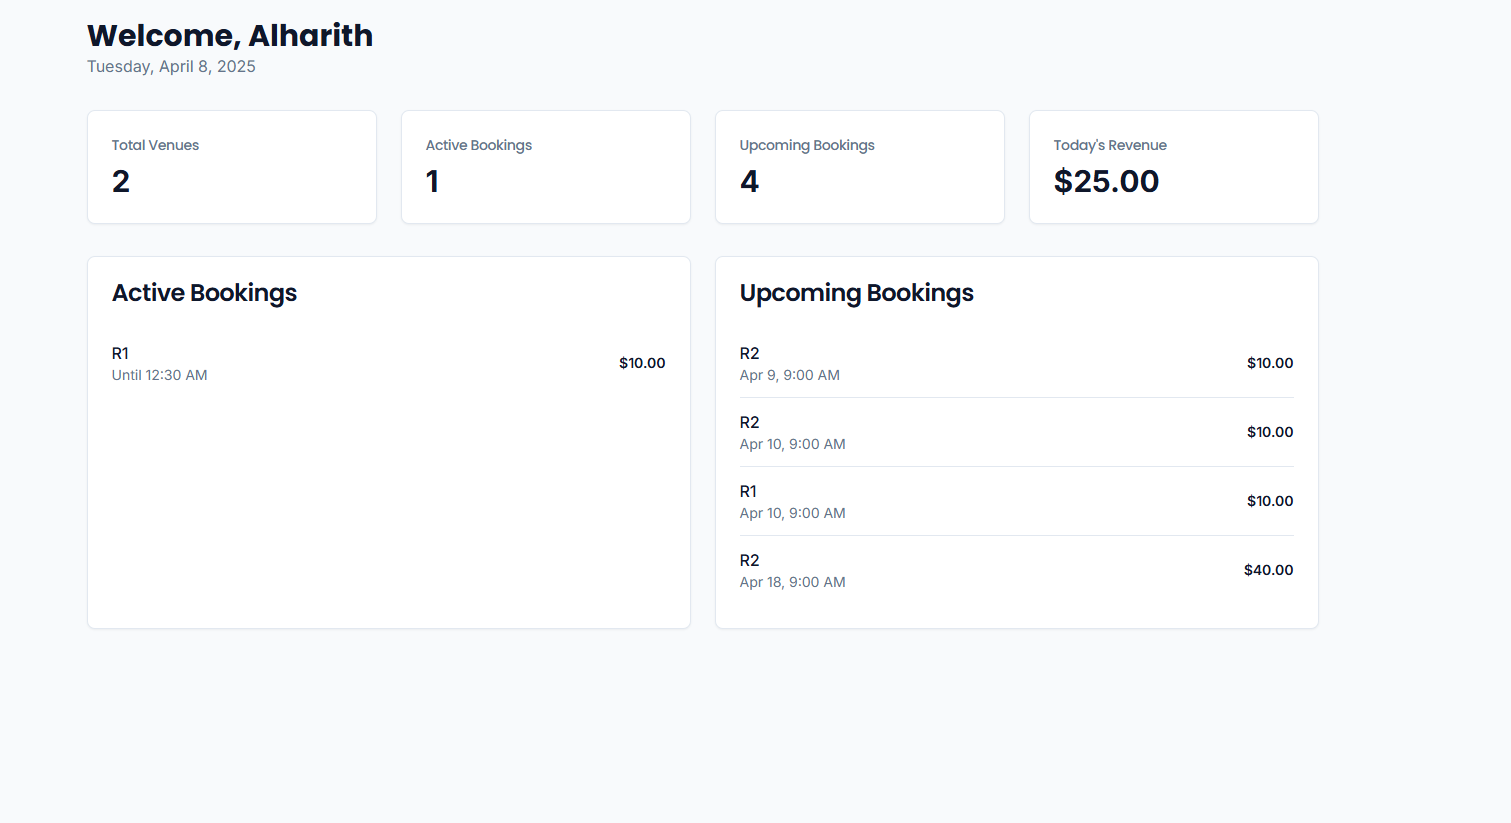 Welcome, Alharith
Tuesday, April 8, 2025
Total Venues
2
Active Bookings
1
Upcoming Bookings
4
Today's Revenue
$25.00
Active Bookings
R1
Until 12:30 AM
$10.00
Upcoming Bookings
R2
Apr 9, 9:00 AM
$10.00
R2
Apr 10, 9:00 AM
$10.00
R1
Apr 10, 9:00 AM
$10.00
R2
Apr 18, 9:00 AM
$40.00